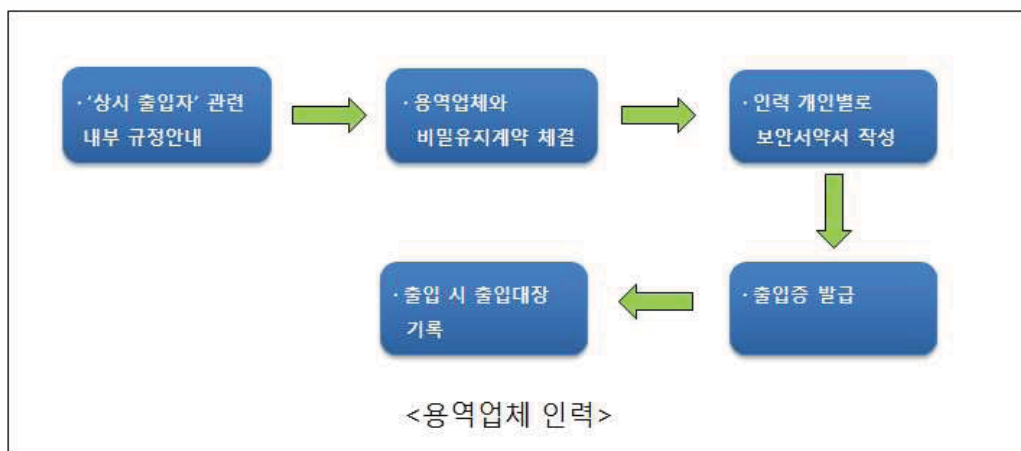 · '상시 출입자' 관련
내부 규정안내
· 용역업체와
비밀유지계약 체결
· 인력 개인별로
보안서약서 작성
· 출입증 발급
· 출입 시 출입대장
기록
<용역업체 인력>